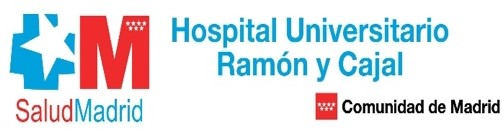 M
SaludMadrid
Hospital Universitario
Ramón y Cajal
Comunidad de Madrid